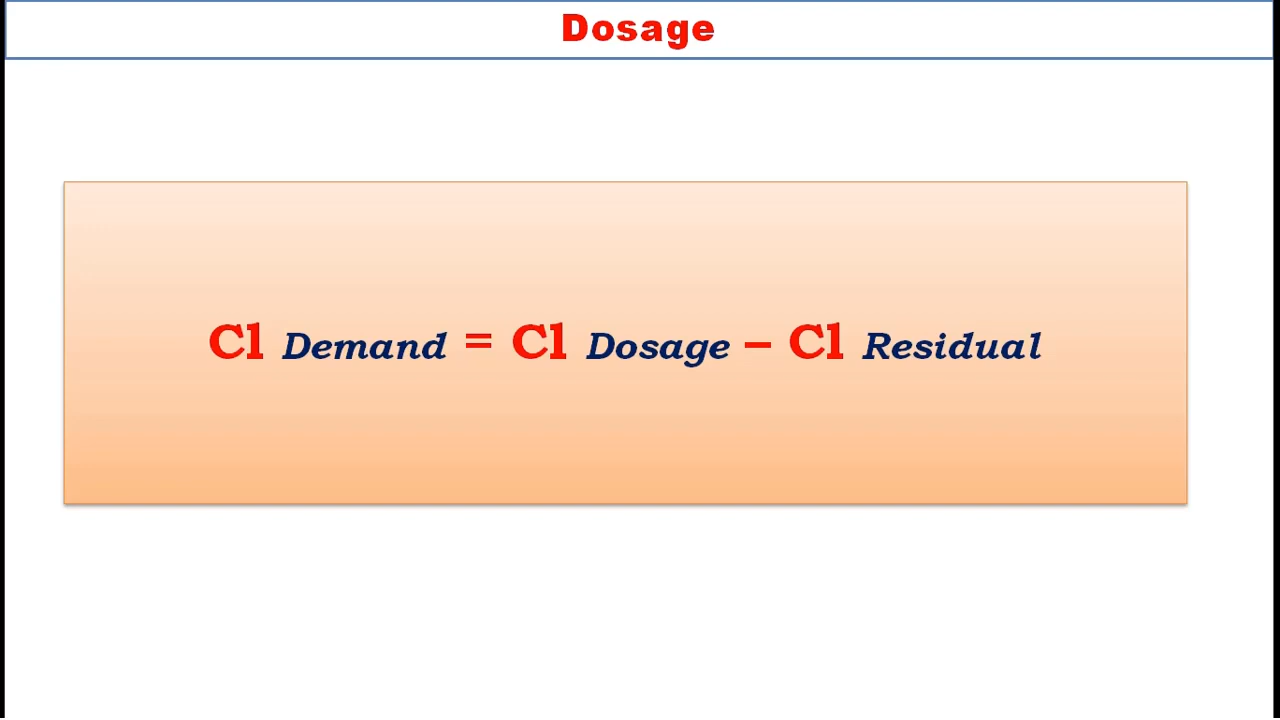 Dosage
Cl Demand = Cl Dosage – Cl Residual